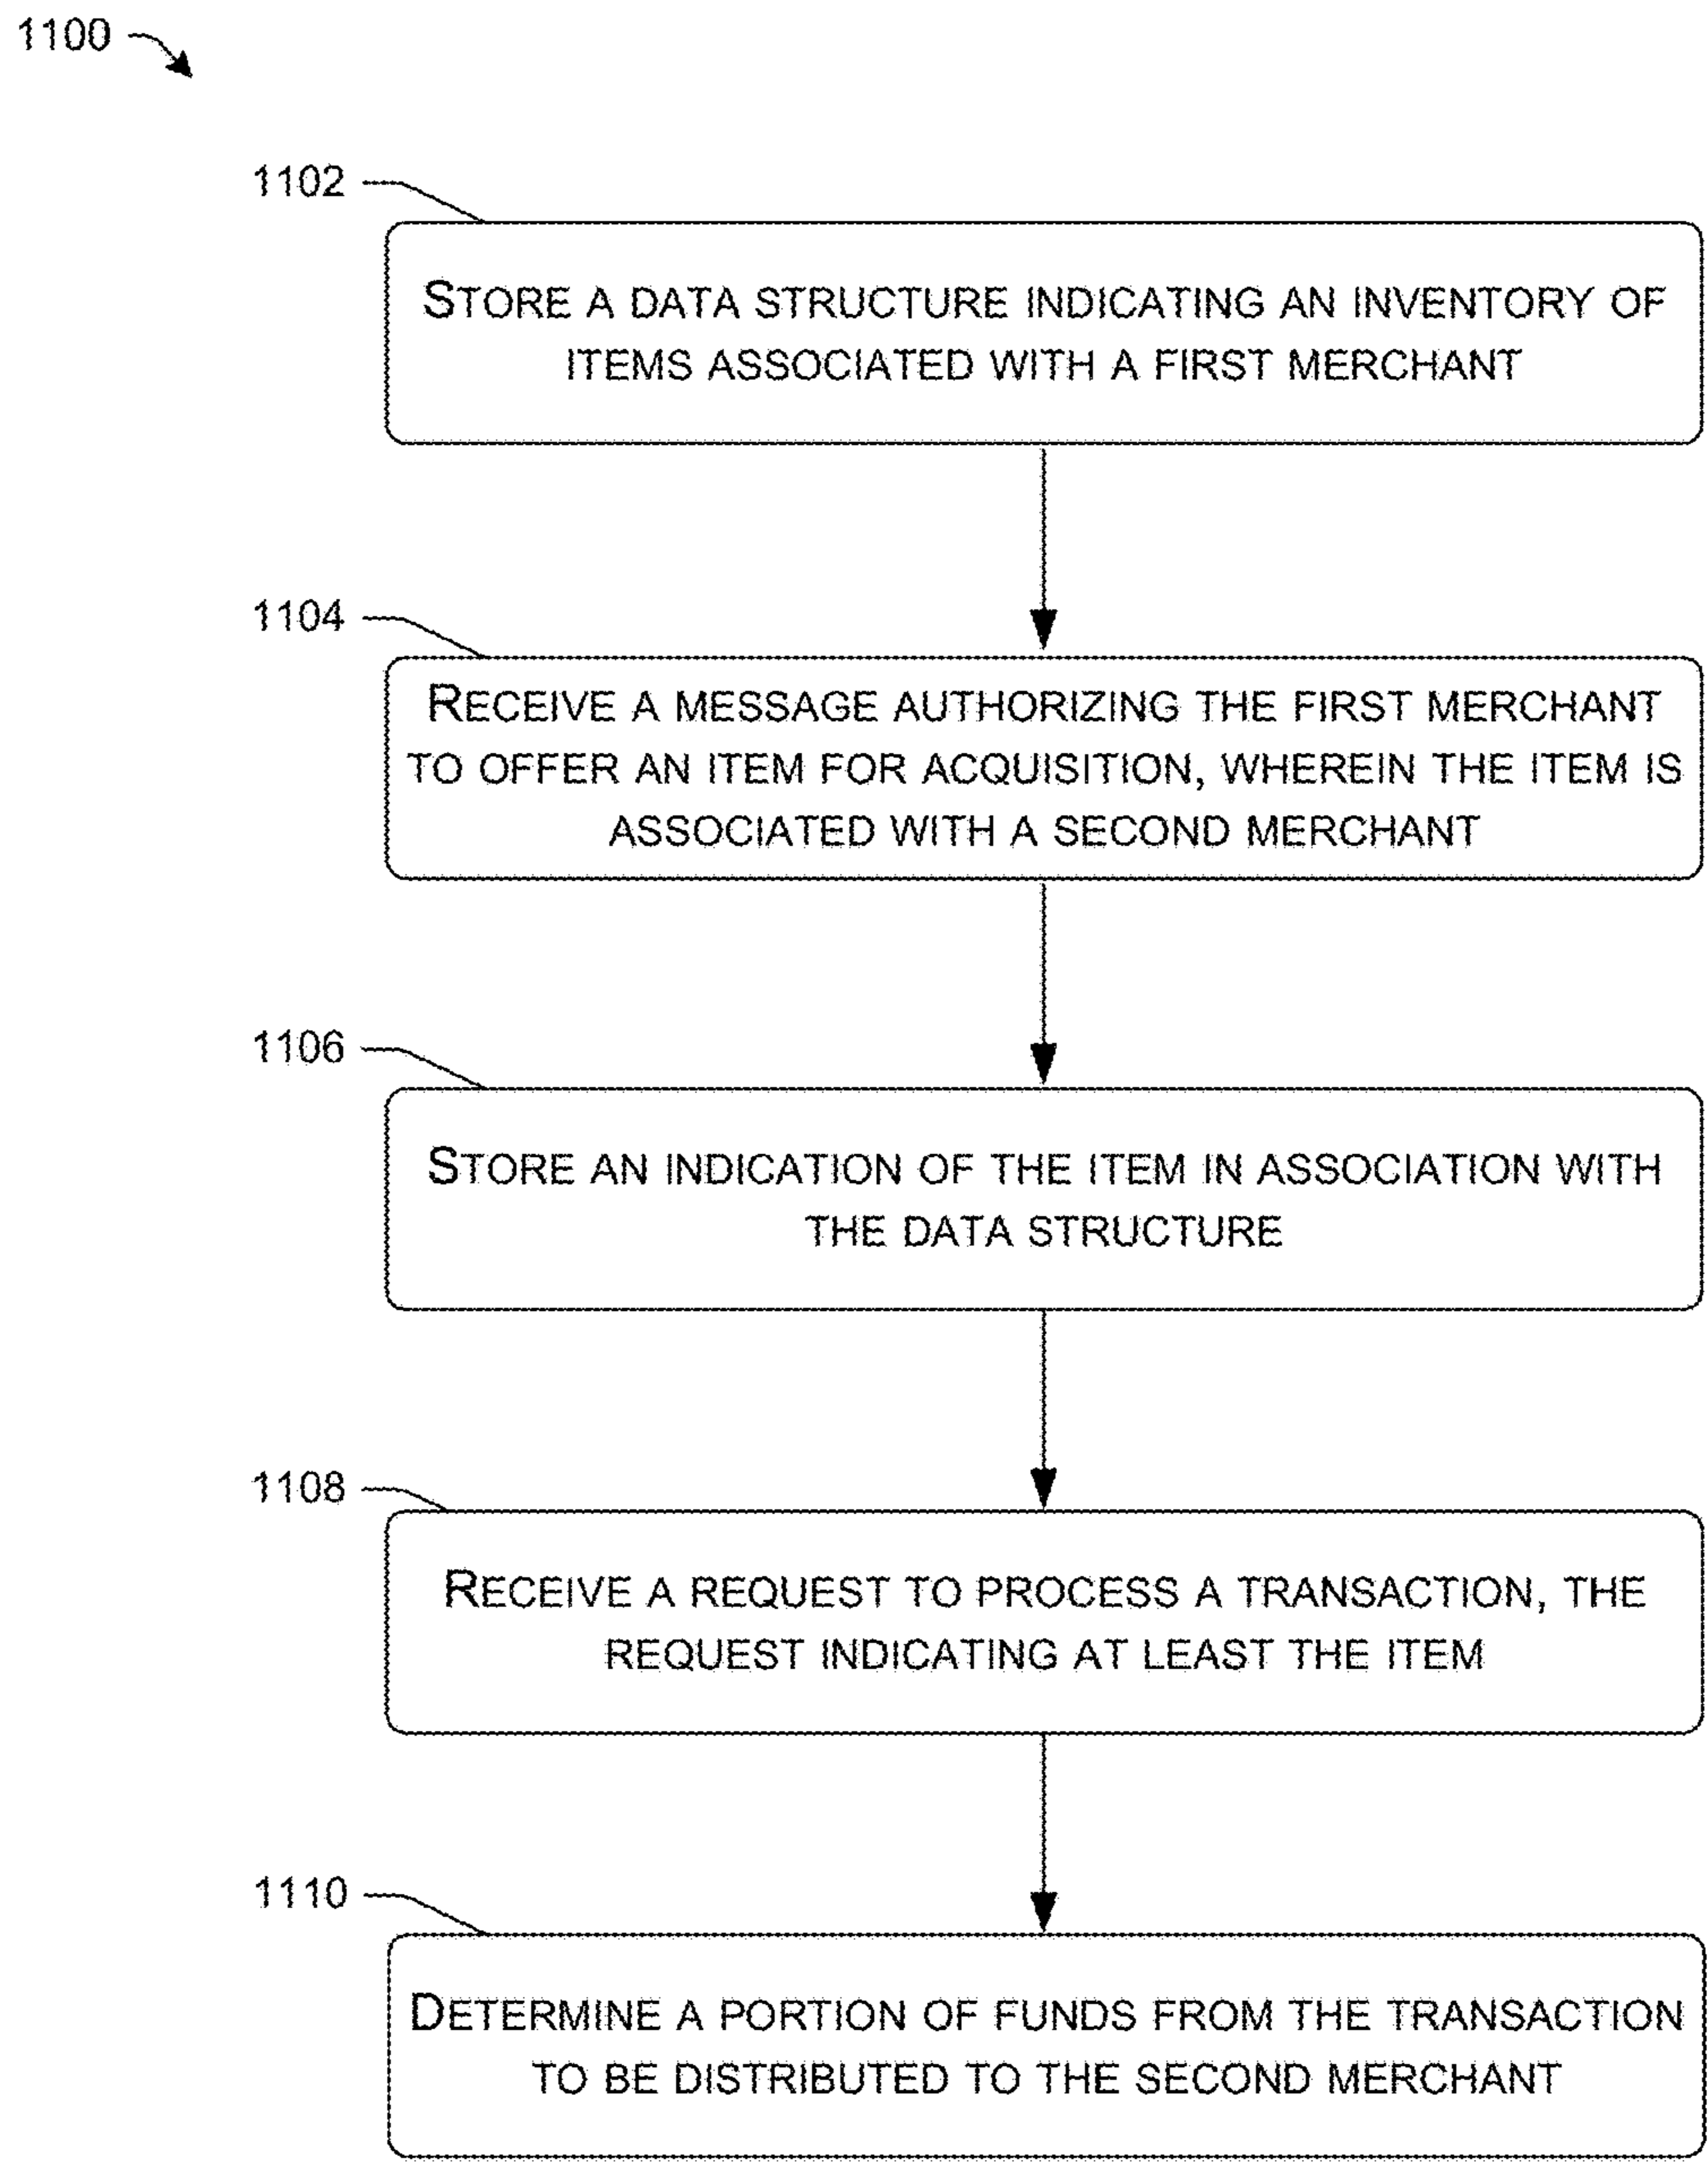 1100
1102
STORE A DATA STRUCTURE INDICATING AN INVENTORY OF
ITEMS ASSOCIATED WITH A FIRST MERCHANT
1104
RECEIVE A MESSAGE AUTHORIZING THE FIRST MERCHANT
TO OFFER AN ITEM FOR ACQUISITION, WHEREIN THE ITEM IS
ASSOCIATED WITH A SECOND MERCHANT
1106
STORE AN INDICATION OF THE ITEM IN ASSOCIATION WITH
THE DATA STRUCTURE
1108
RECEIVE A REQUEST TO PROCESS A TRANSACTION, THE
REQUEST INDICATING AT LEAST THE ITEM
1110
DETERMINE A PORTION OF FUNDS FROM THE TRANSACTION
TO BE DISTRIBUTED TO THE SECOND MERCHANT